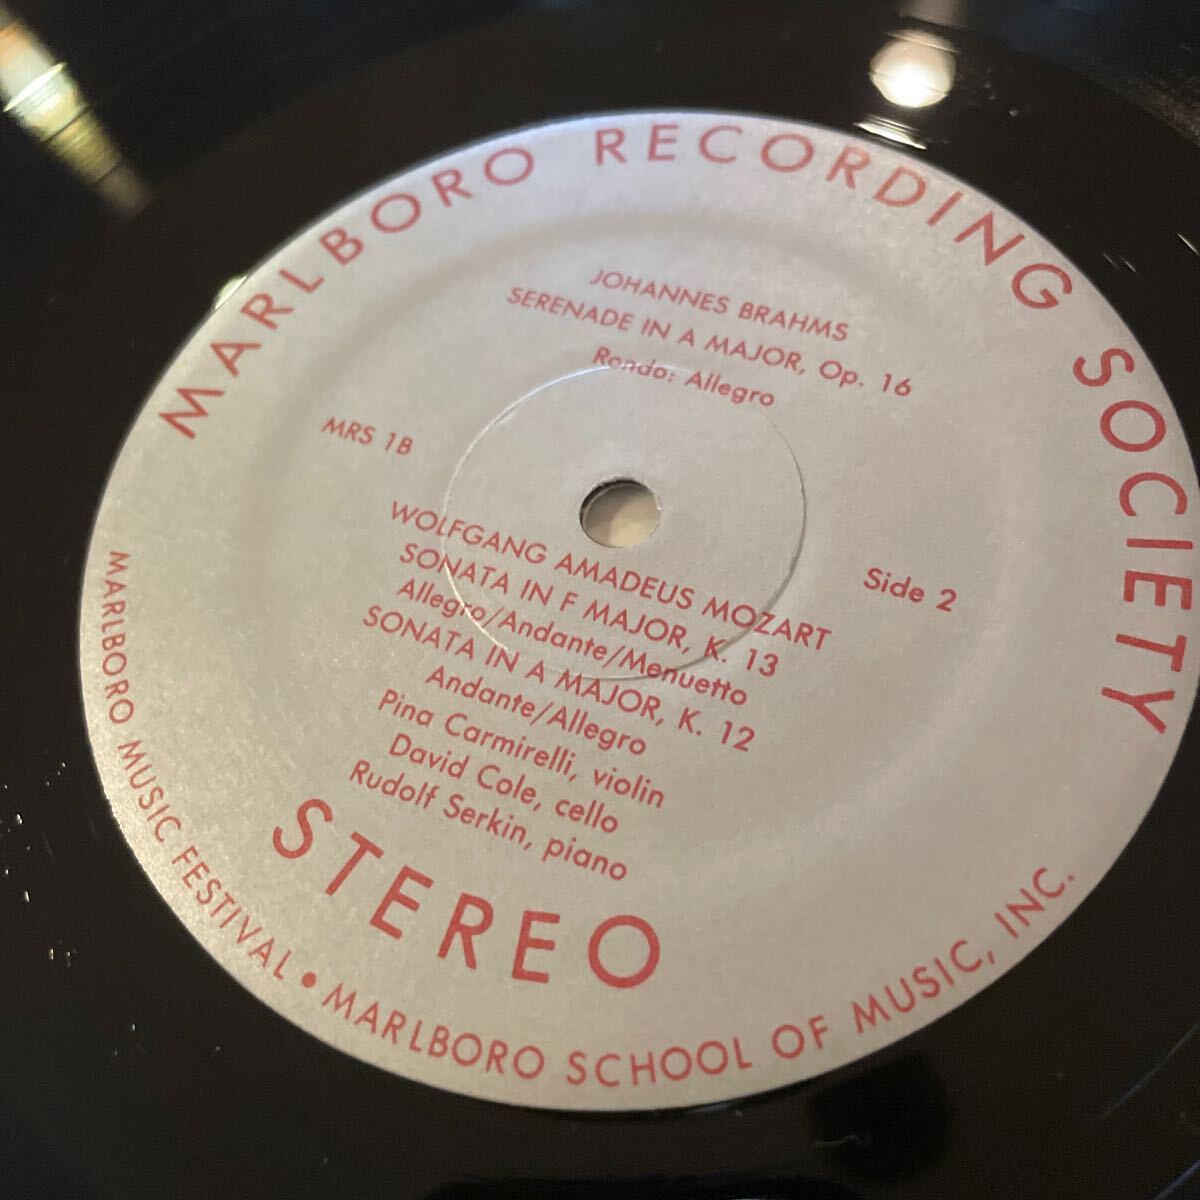 MARLBORO RECORDING SOCIETY
JOHANNES BRAHMS
SERENADE IN A MAJOR, Op. 16
Rondo: Allegro
MRS 1B
Side 2
WOLFGANG AMADEUS MOZART
SONATA IN F MAJOR, K. 13
Allegro/Andante/Menuetto
SONATA IN A MAJOR, K. 12
Andante/Allegro
Pina Carmirelli, violin
David Cole, cello
Rudolf Serkin, piano
STEREO
MARLBORO MUSIC FESTIVAL • MARLBORO SCHOOL OF MUSIC, INC.